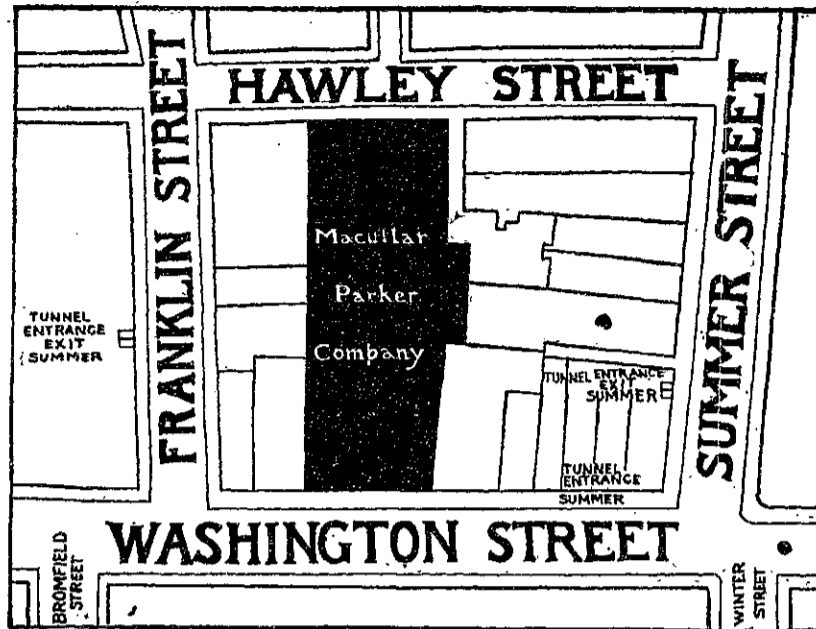 HAWLEY STREET
FRANKLIN STREET
SUMMER STREET
Macullar
Parker
Company
TUNNEL
ENTRANCE
EXIT
SUMMER
TUNNEL ENTRANCE
EXIT
SUMMER
TUNNEL
ENTRANCE
SUMMER
WASHINGTON STREET
BROMFIELD
STREET
WINTER
STREET